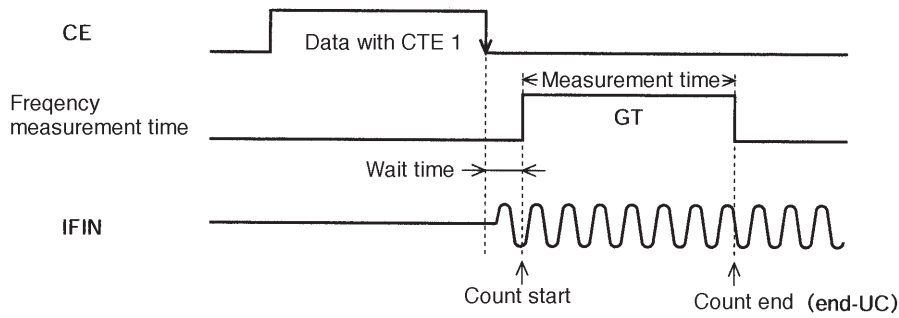 CE
Data with CTE 1
Measurement time
Freqency
measurement time
GT
Wait time
IFIN
Count start
Count end (end-UC)